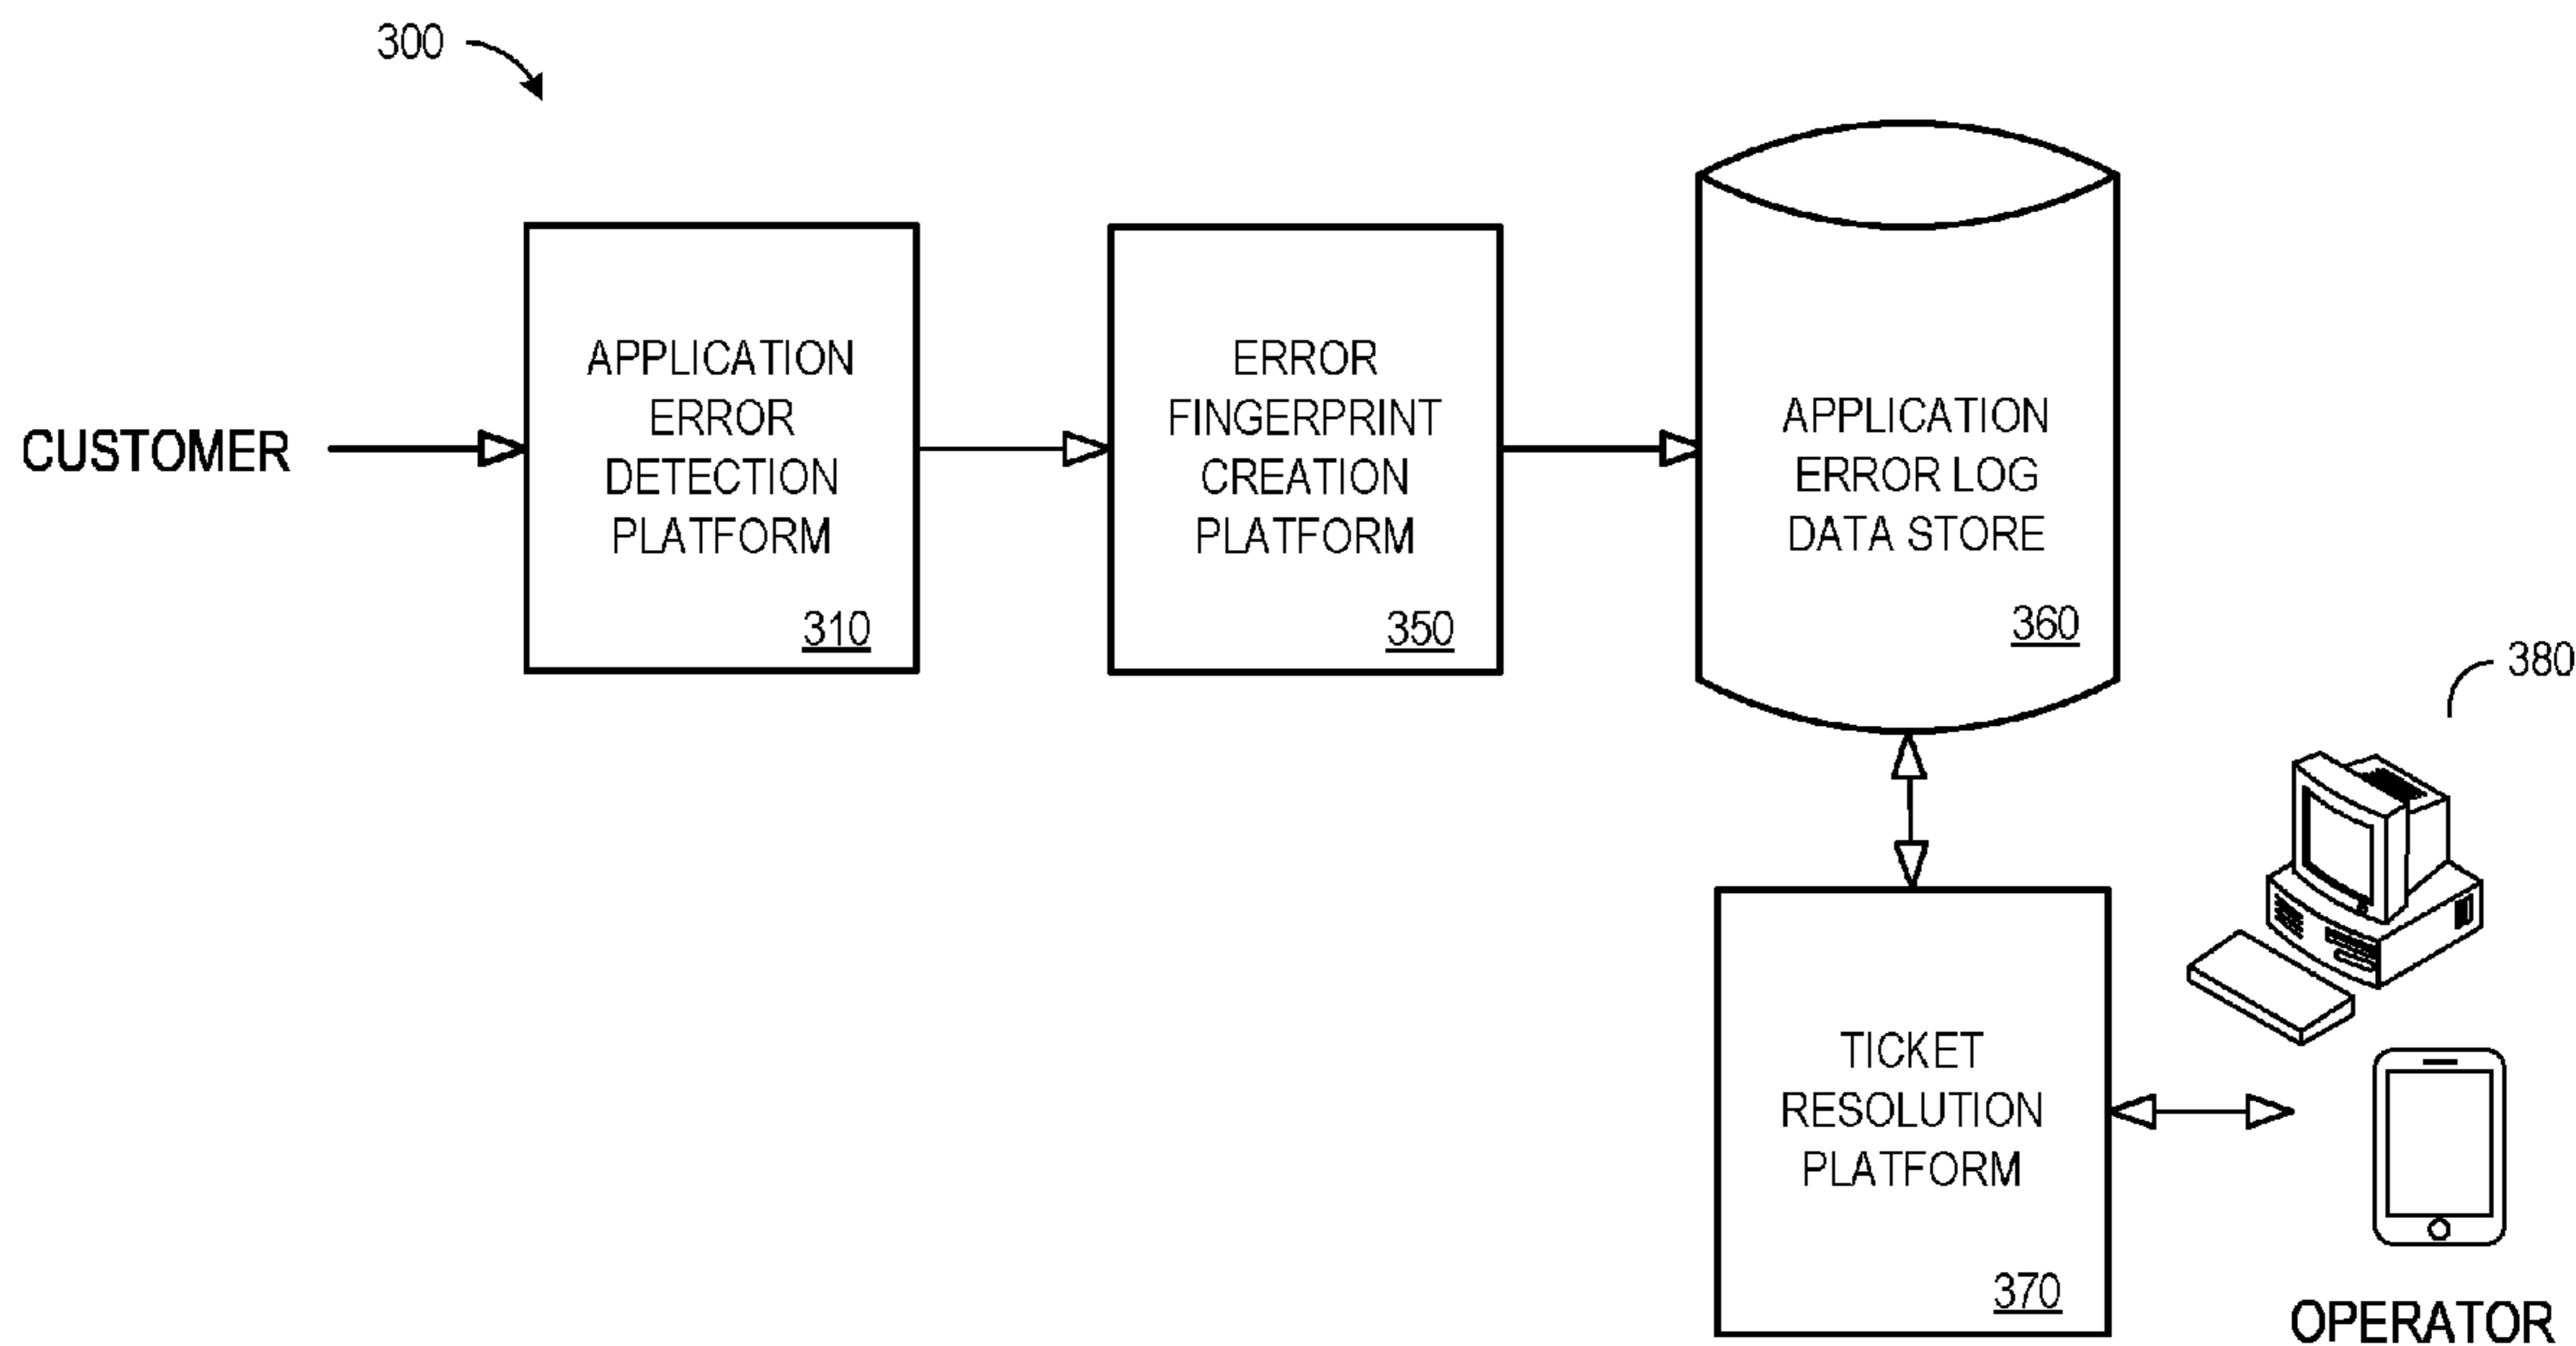 300
CUSTOMER
APPLICATION
ERROR
DETECTION
PLATFORM
310
ERROR
FINGERPRINT
CREATION
PLATFORM
350
APPLICATION
ERROR LOG
DATA STORE
360
380
TICKET
RESOLUTION
PLATFORM
370
OPERATOR